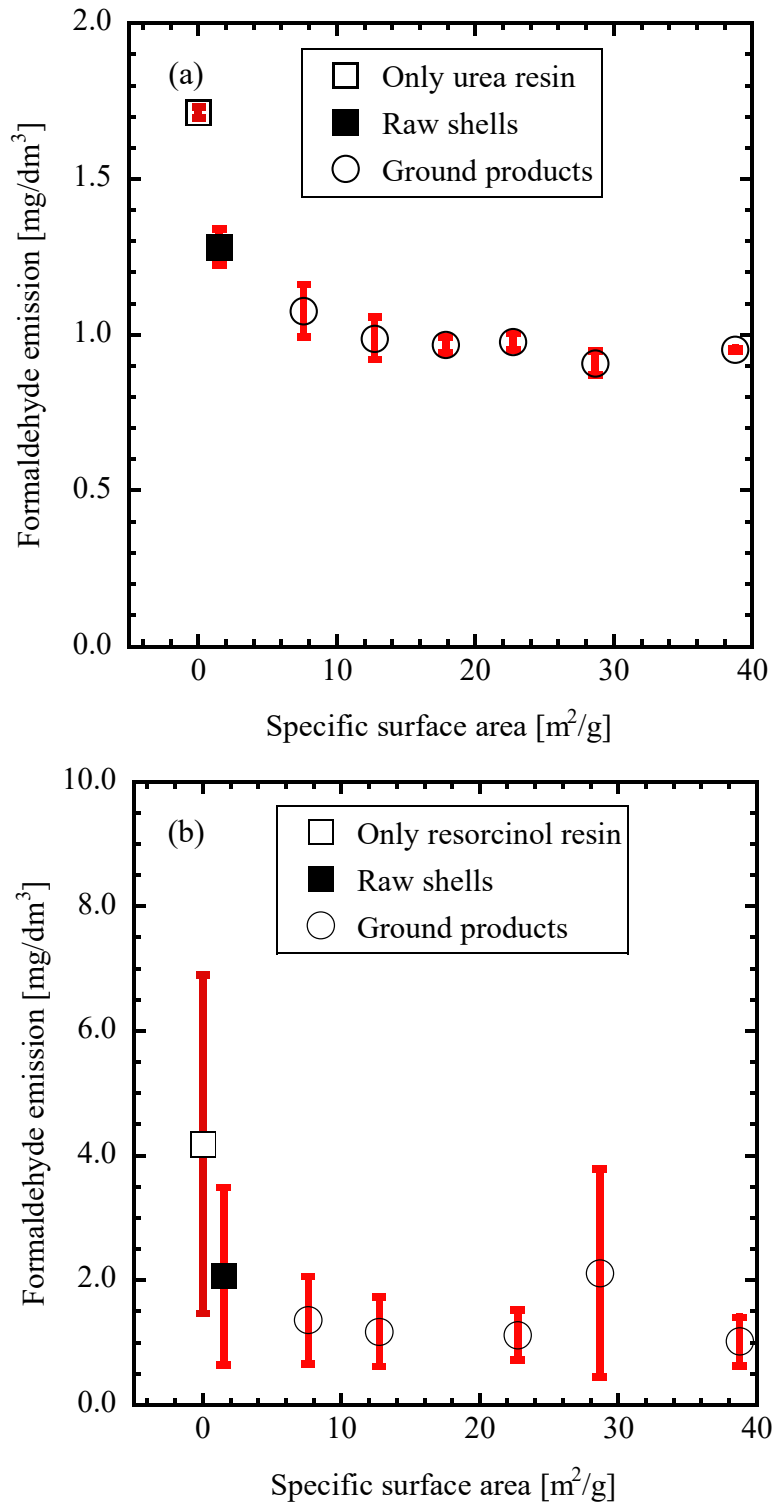 2.0
(a)
Only urea resin
Raw shells
Ground products
1.5
1.0
0.5
0.0
Formaldehyde emission [mg/dm³]
0 10 20 30 40
Specific surface area [m²/g]
10.0
(b)
Only resorcinol resin
Raw shells
Ground products
8.0
6.0
4.0
2.0
0.0
Formaldehyde emission [mg/dm³]
0 10 20 30 40
Specific surface area [m²/g]